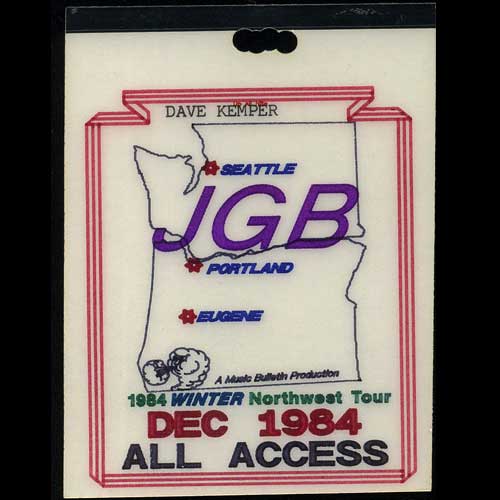 DAVE KEMPER
SEATTLE
JGB
PORTLAND
EUGENE
A Music Bulletin Production
1984 WINTER Northwest Tour
DEC 1984
ALL ACCESS